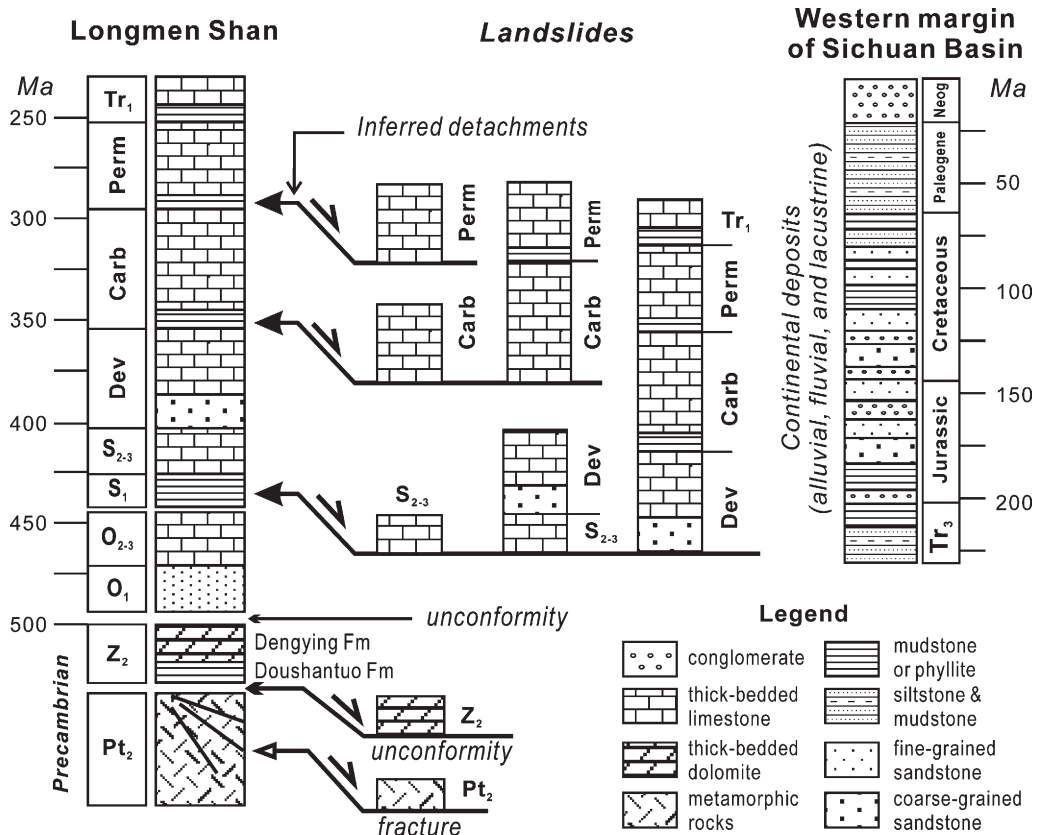 Longmen Shan
Landslides
Western margin
of Sichuan Basin
Ma
250
300
350
400
450
500
Tr₁
Perm
Carb
Dev
S₂₋₃
S₁
O₂₋₃
O₁
Z₂
Pt₂
Precambrian
Dengying Fm
Doushantuo Fm
Inferred detachments
Perm
Carb
S₂₋₃
Perm
Carb
Dev
S₂₋₃
Tr₁
Perm
Carb
Dev
unconformity
Z₂
unconformity
Pt₂
fracture
Continental deposits
(alluvial, fluvial, and lacustrine)
Neog
Paleogene
Cretaceous
Jurassic
Tr₃
Ma
50
100
150
200
Legend
conglomerate
thick-bedded
limestone
thick-bedded
dolomite
metamorphic
rocks
mudstone
or phyllite
siltstone &
mudstone
fine-grained
sandstone
coarse-grained
sandstone